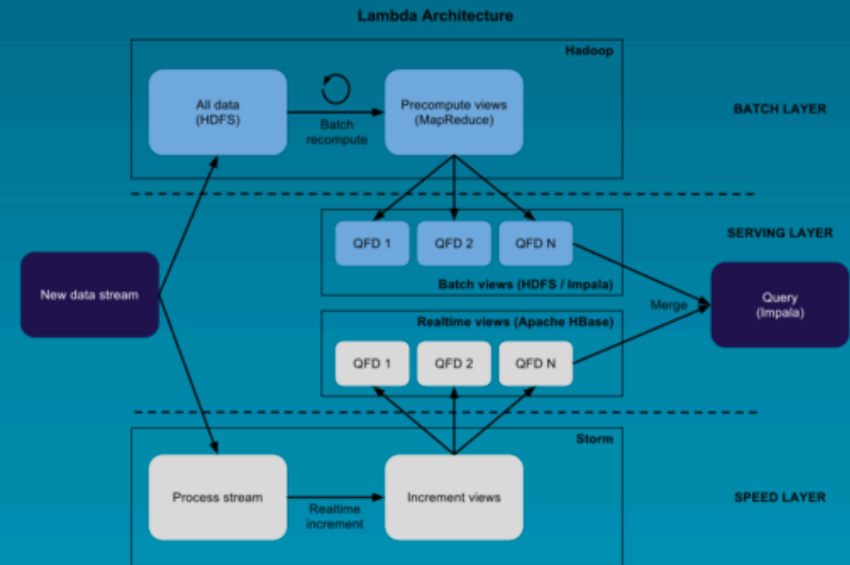 Lambda Architecture
Hadoop
All data
(HDFS)
Batch
recompute
Precompute views
(MapReduce)
BATCH LAYER
QFD 1
QFD 2
QFD N
Batch views (HDFS / Impala)
SERVING LAYER
New data stream
Merge
Query
(Impala)
Realtime views (Apache HBase)
QFD 1
QFD 2
QFD N
Storm
Process stream
Realtime
increment
Increment views
SPEED LAYER